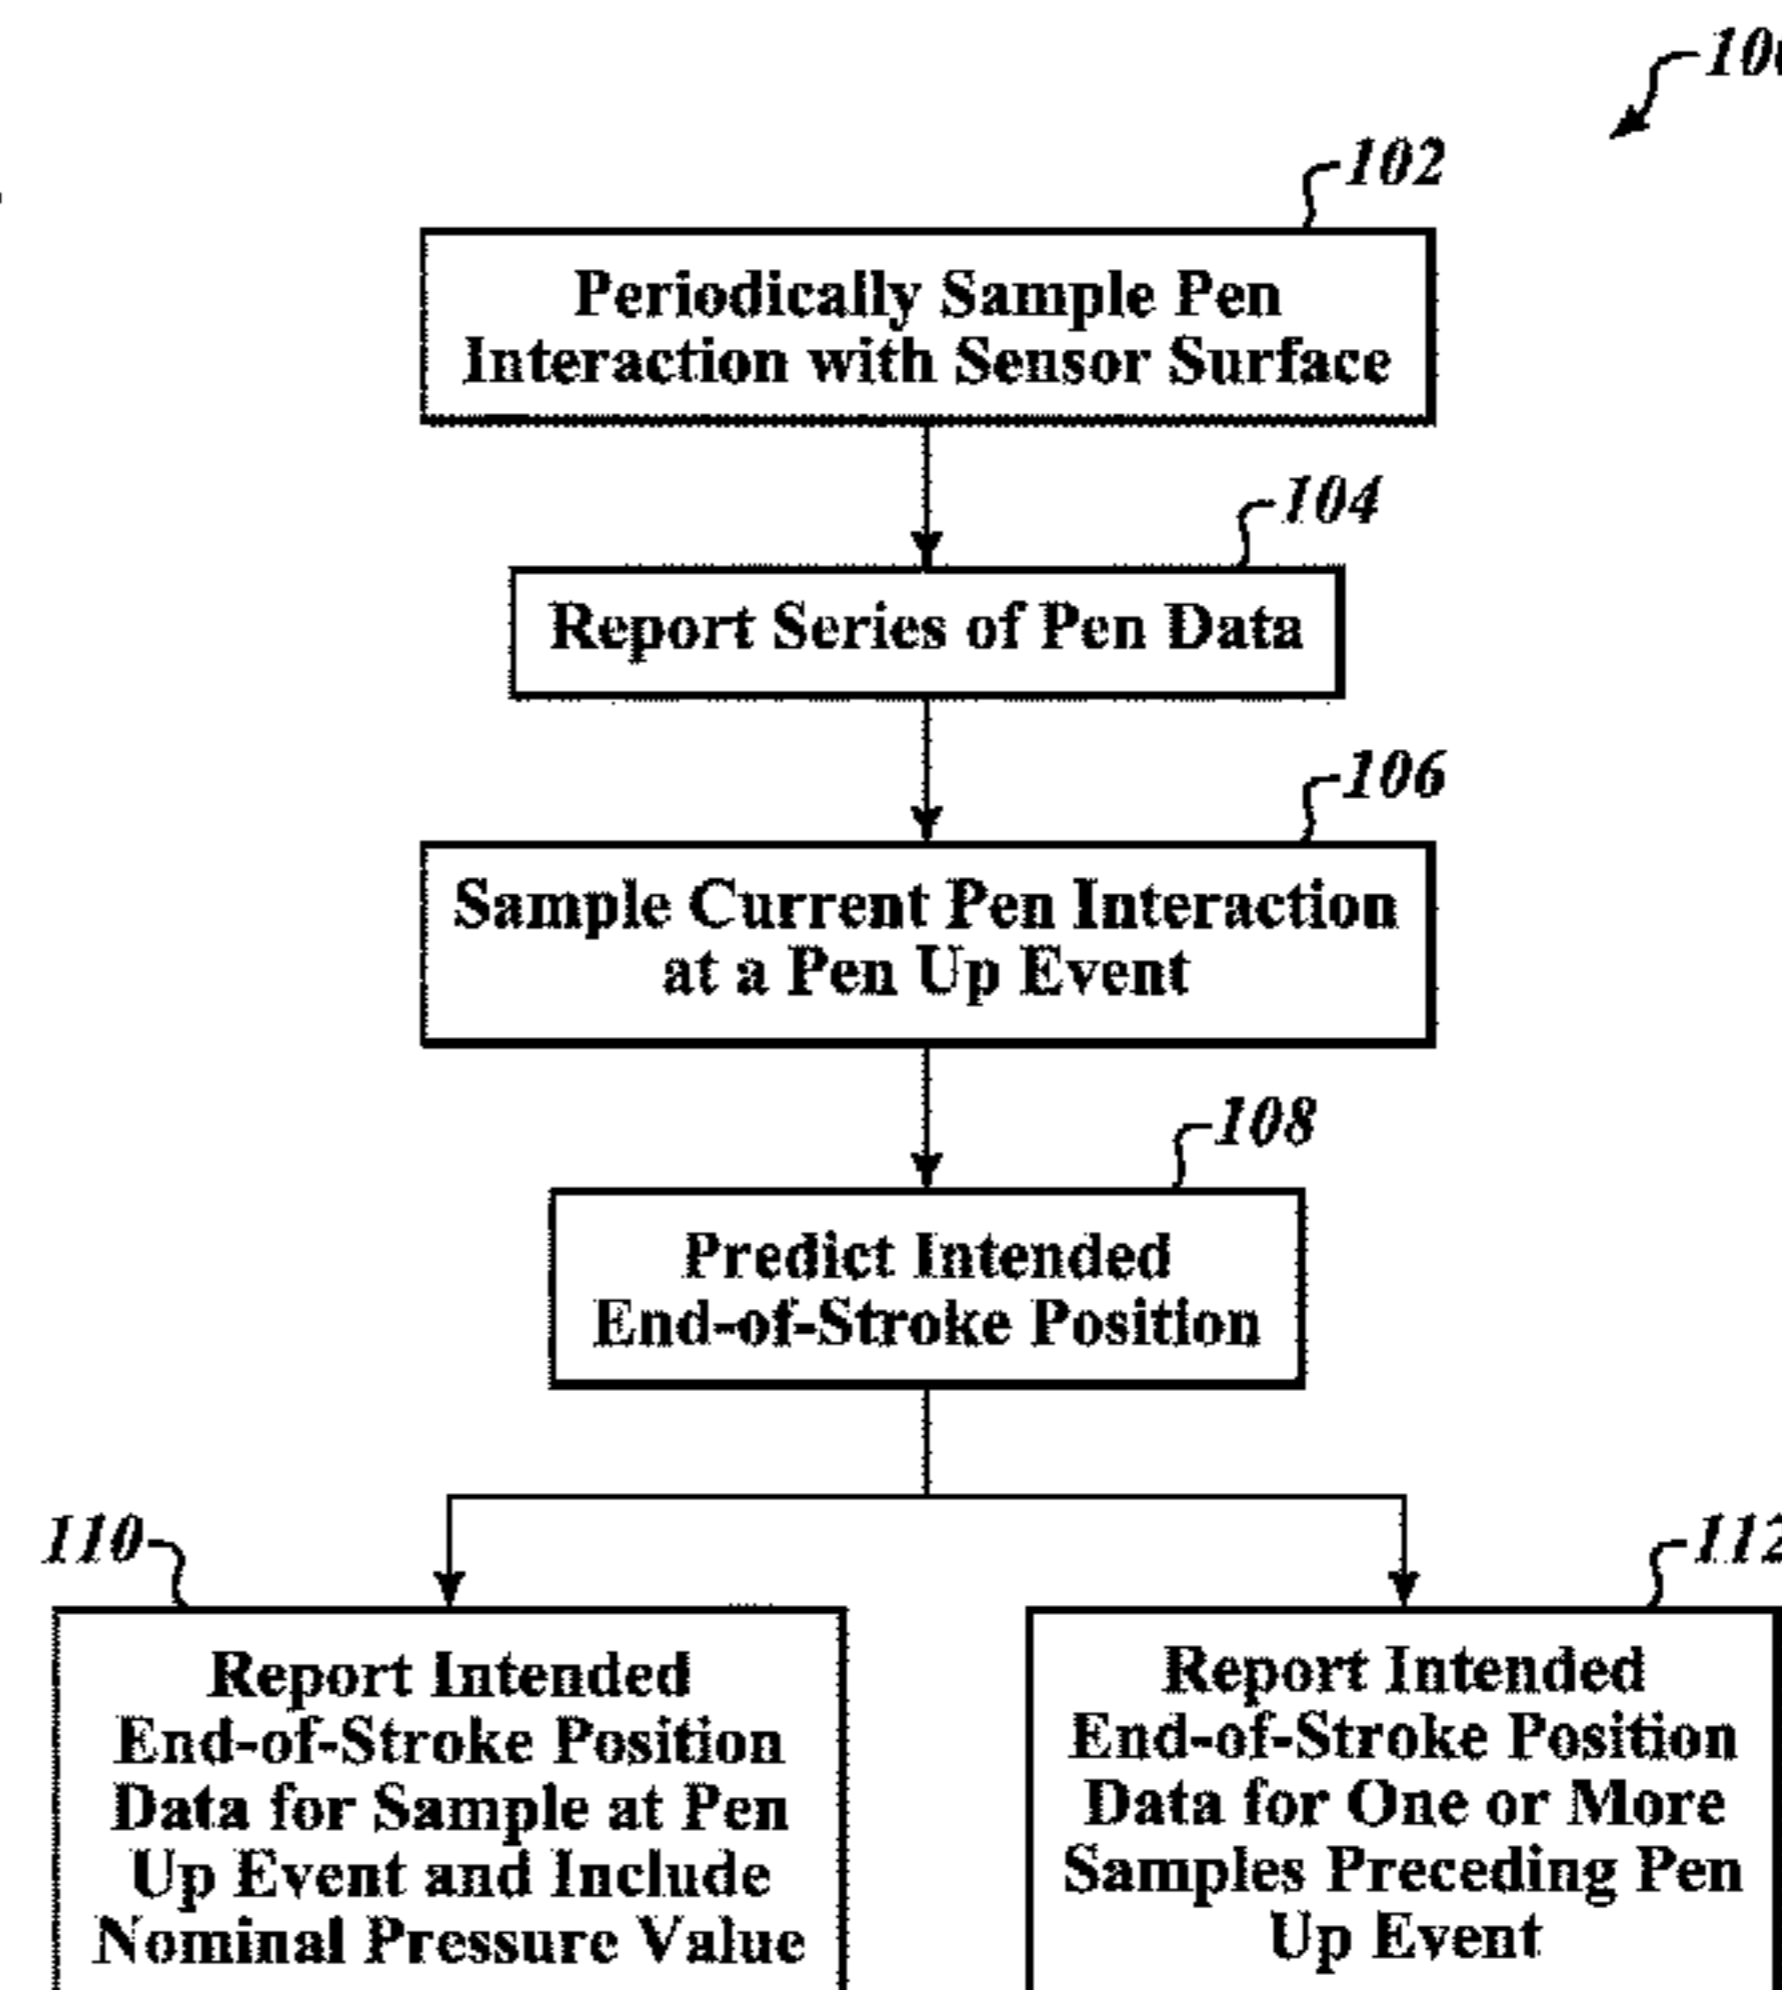 102
Periodically Sample Pen
Interaction with Sensor Surface
104
Report Series of Pen Data
106
Sample Current Pen Interaction
at a Pen Up Event
108
Predict Intended
End-of-Stroke Position
110
Report Intended
End-of-Stroke Position
Data for Sample at Pen
Up Event and Include
Nominal Pressure Value
112
Report Intended
End-of-Stroke Position
Data for One or More
Samples Preceding Pen
Up Event